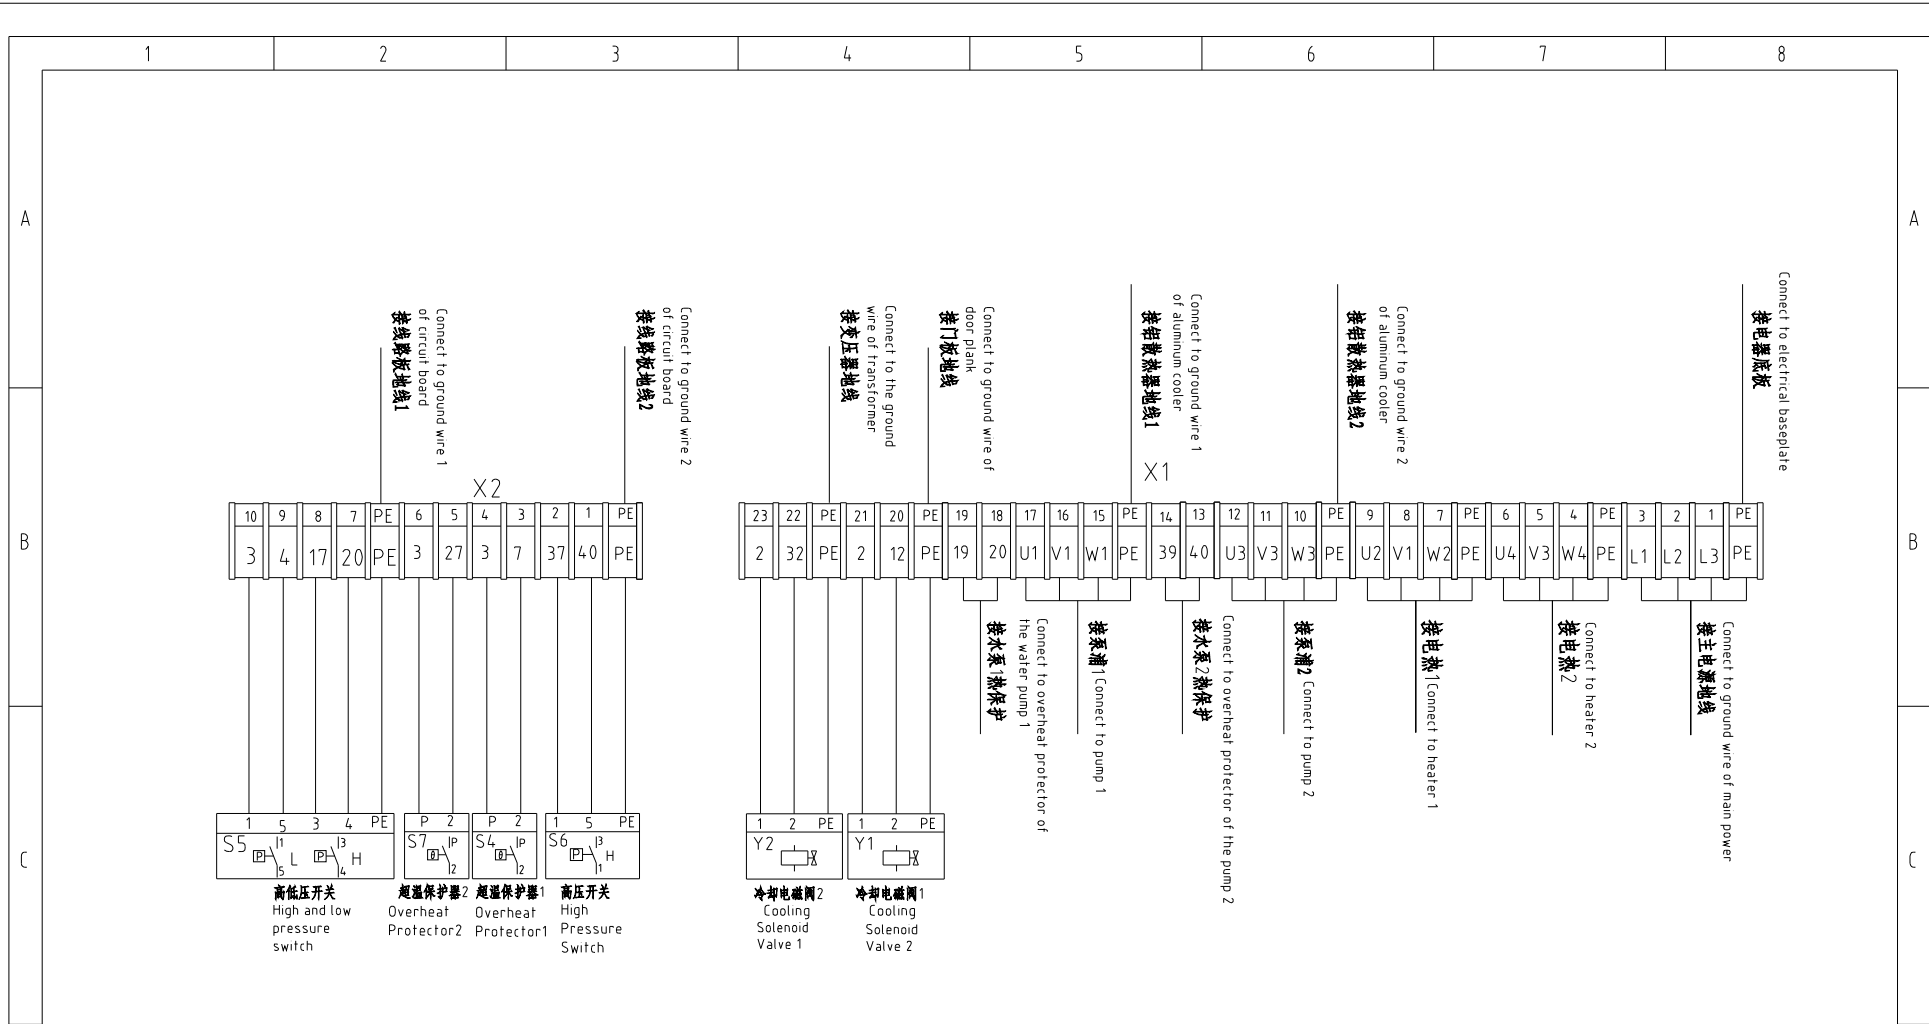 1 2 3 4 5 6 7 8
A A
接线路板地线1
Connect to ground wire 1
of circuit board
接线路板地线2
Connect to ground wire 2
of circuit board
接变压器地线
Connect to the ground
wire of transformer
接门板地线
Connect to ground wire of
door plank
接铝散热器地线1
Connect to ground wire 1
of aluminum cooler
接铝散热器地线2
Connect to ground wire 2
of aluminum cooler
接电器底板
Connect to electrical baseplate
X2
X1
B B
10 9 8 7 PE 6 5 4 3 2 1 PE
3 4 17 20 PE 3 27 3 7 37 40 PE
23 22 PE 21 20 PE 19 18 17 16 15 PE 14 13 12 11 10 PE 9 8 7 PE 6 5 4 PE 3 2 1 PE
2 32 PE 2 12 PE 19 20 U1 V1 W1 PE 39 40 U3 V3 W3 PE U2 V1 W2 PE U4 V3 W4 PE L1 L2 L3 PE
接水泵1热保护
Connect to overheat protector of
the water pump 1
接泵浦1 Connect to pump 1
接水泵2热保护
Connect to overheat protector of the pump 2
接泵浦2 Connect to pump 2
接电热1 Connect to heater 1
接电热2
Connect to heater 2
接主电源地线
Connect to ground wire of main power
C C
1 5 3 4 PE
S5 P 1 5 L P 3 4 H
高低压开关
High and low
pressure
switch
P 2
S7 θ P 2
超温保护器2
Overheat
Protector2
P 2
S4 θ P 2
超温保护器1
Overheat
Protector1
1 5 PE
S6 P 3 1 H
高压开关
High
Pressure
Switch
1 2 PE
Y2
冷却电磁阀2
Cooling
Solenoid
Valve 1
1 2 PE
Y1
冷却电磁阀1
Cooling
Solenoid
Valve 2